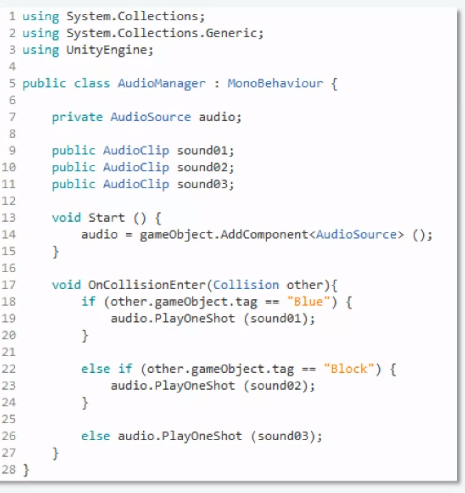 1 using System.Collections;
2 using System.Collections.Generic;
3 using UnityEngine;
4
5 public class AudioManager : MonoBehaviour {
6
7     private AudioSource audio;
8
9     public AudioClip sound01;
10     public AudioClip sound02;
11     public AudioClip sound03;
12
13     void Start () {
14         audio = gameObject.AddComponent<AudioSource> ();
15     }
16
17     void OnCollisionEnter(Collision other){
18         if (other.gameObject.tag == "Blue") {
19             audio.PlayOneShot (sound01);
20         }
21
22         else if (other.gameObject.tag == "Block") {
23             audio.PlayOneShot (sound02);
24         }
25
26         else audio.PlayOneShot (sound03);
27     }
28 }